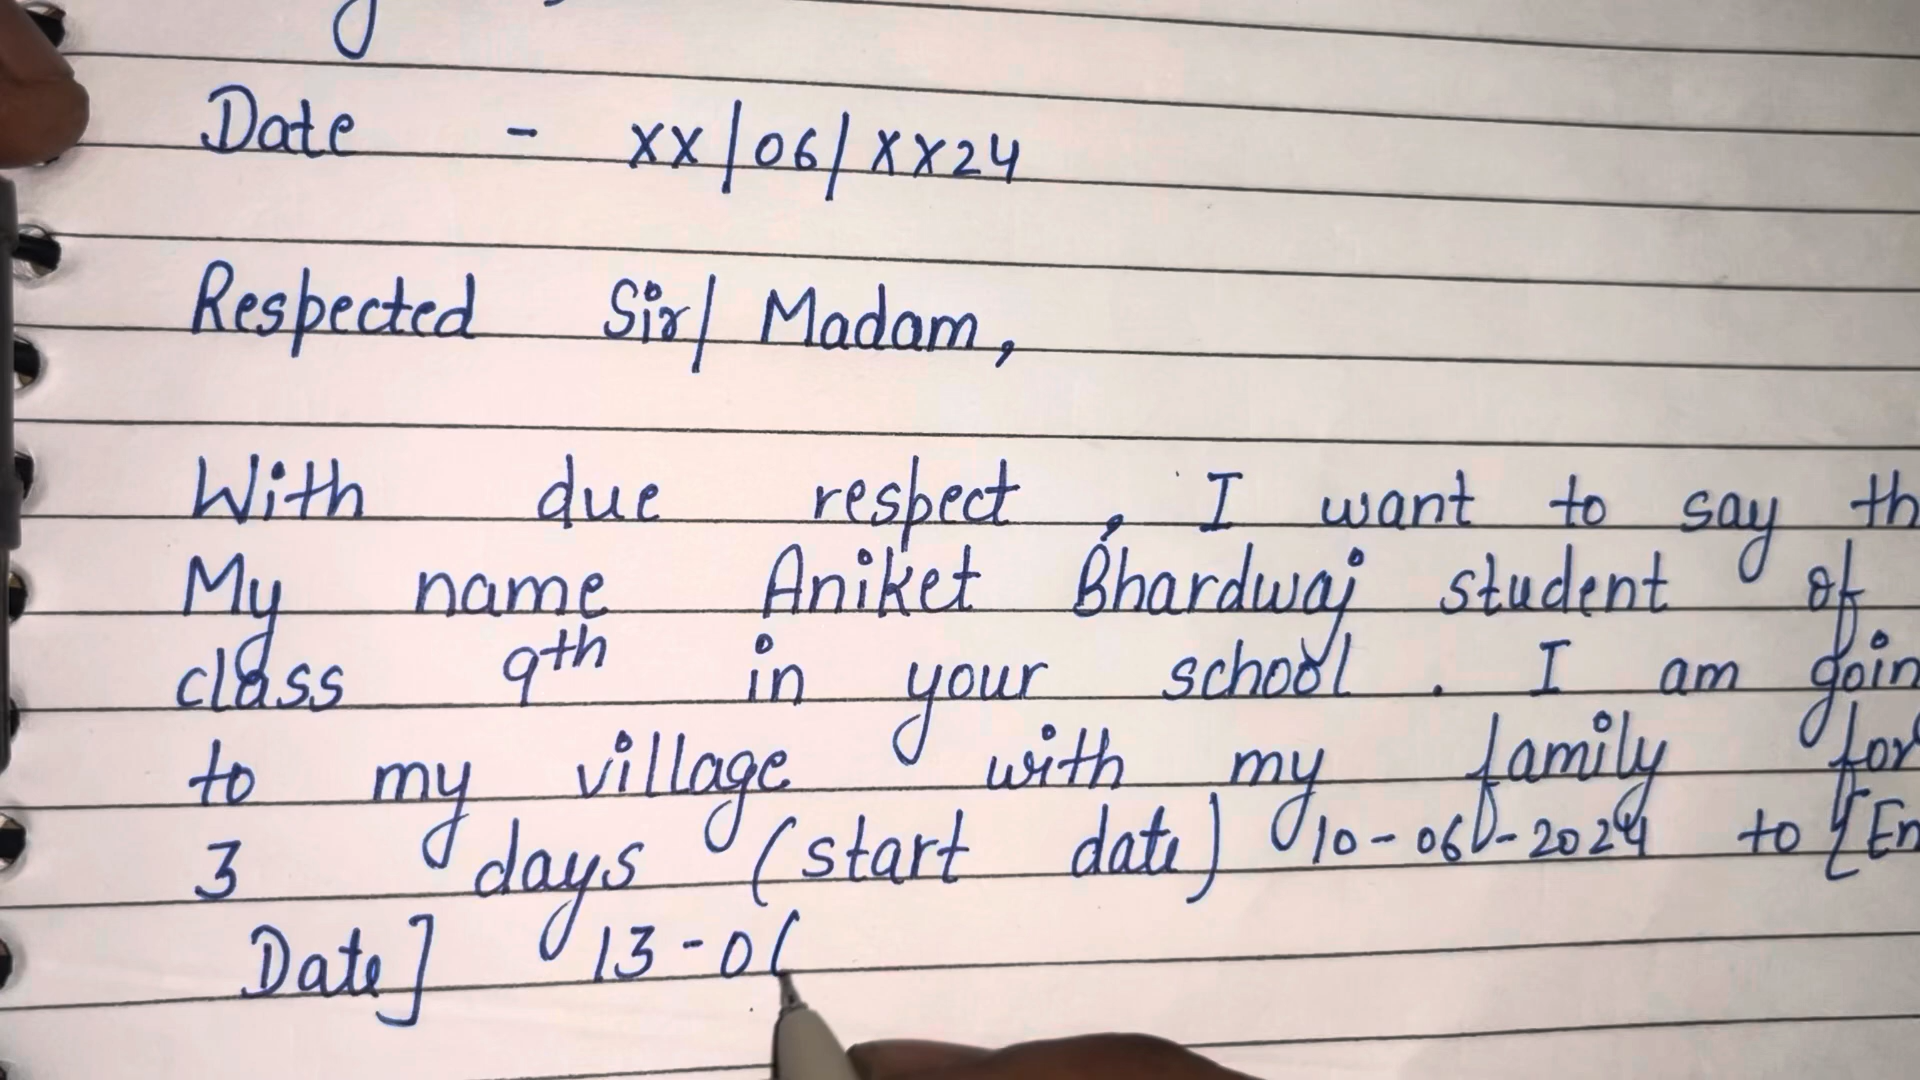 Date - XX/06/XX24
Respected Sir/Madam,
With due respect, I want to say th
My name Aniket Bhardwaj student of
class 9th in your school. I am goin
to my village with my family for
3 days (start date) 10-06-2024 to [En
Date] 13-0